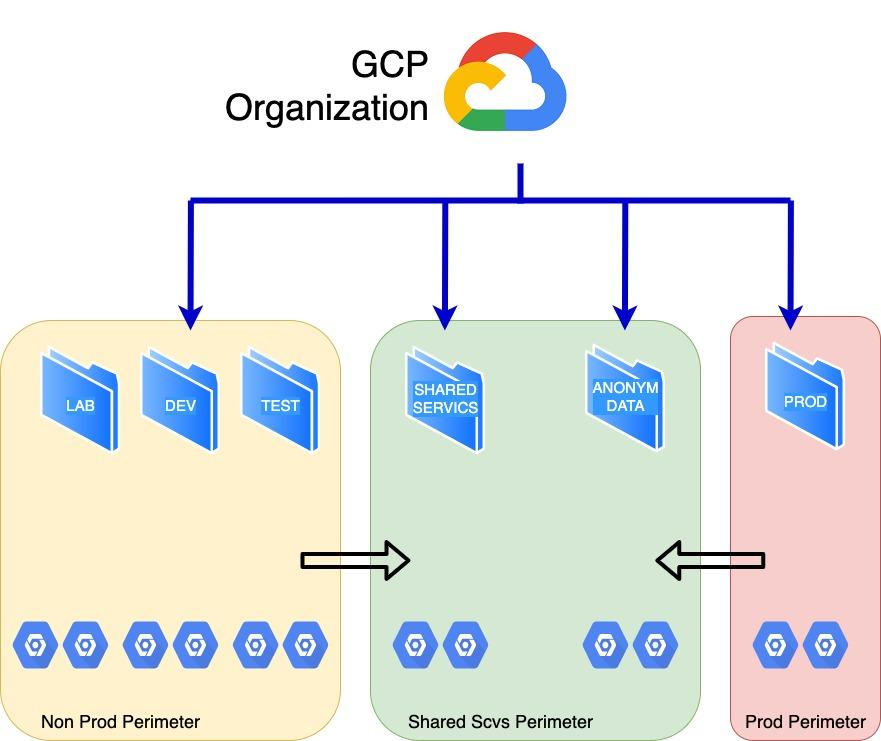 GCP
Organization
LAB
DEV
TEST
SHARED
SERVICS
ANONYM
DATA
PROD
Non Prod Perimeter
Shared Scvs Perimeter
Prod Perimeter